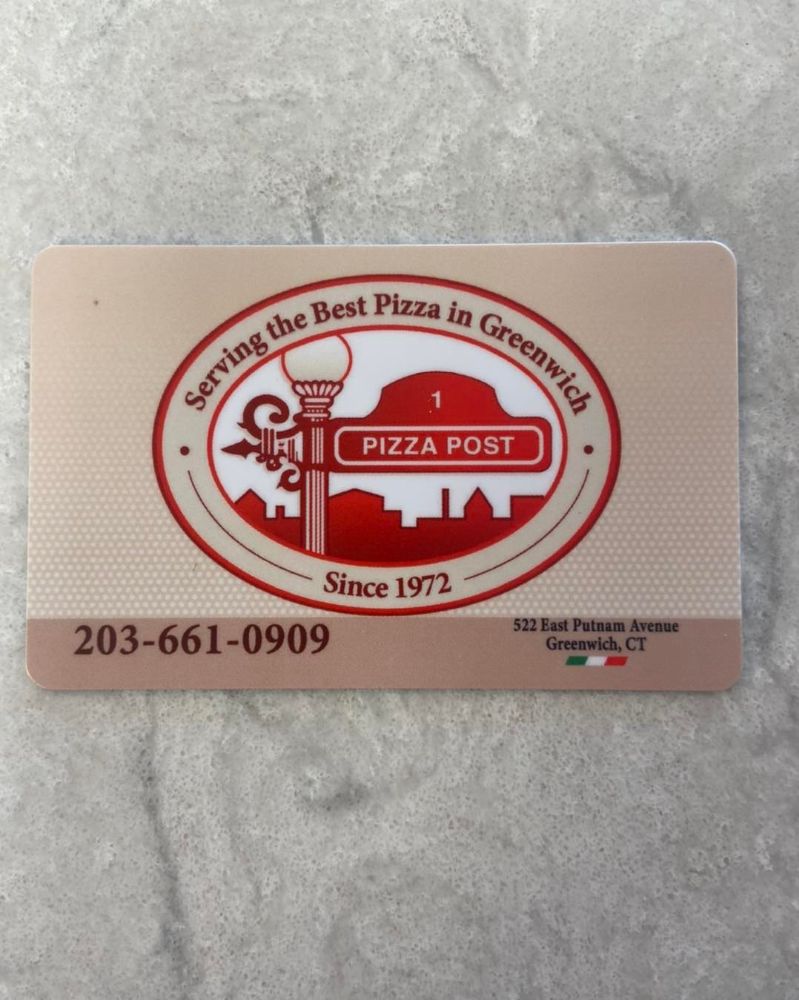 Serving the Best Pizza in Greenwich
1
PIZZA POST
Since 1972
203-661-0909
522 East Putnam Avenue
Greenwich, CT